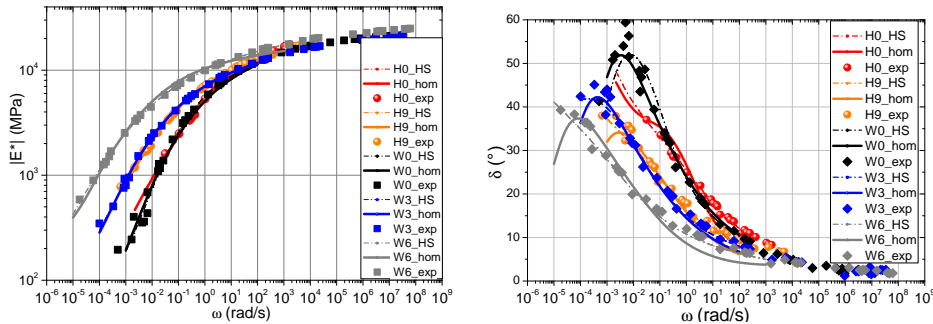 |E*| (MPa)
10^4
10^3
10^2
10^-6 10^-5 10^-4 10^-3 10^-2 10^-1 10^0 10^1 10^2 10^3 10^4 10^5 10^6 10^7 10^8 10^9
ω (rad/s)
H0_HS
H0_hom
H0_exp
H9_HS
H9_hom
H9_exp
W0_HS
W0_hom
W0_exp
W3_HS
W3_hom
W3_exp
W6_HS
W6_hom
W6_exp
δ (°)
60
50
40
30
20
10
0
10^-6 10^-5 10^-4 10^-3 10^-2 10^-1 10^0 10^1 10^2 10^3 10^4 10^5 10^6 10^7 10^8 10^9
ω (rad/s)
H0_HS
H0_hom
H0_exp
H9_HS
H9_hom
H9_exp
W0_HS
W0_hom
W0_exp
W3_HS
W3_hom
W3_exp
W6_HS
W6_hom
W6_exp